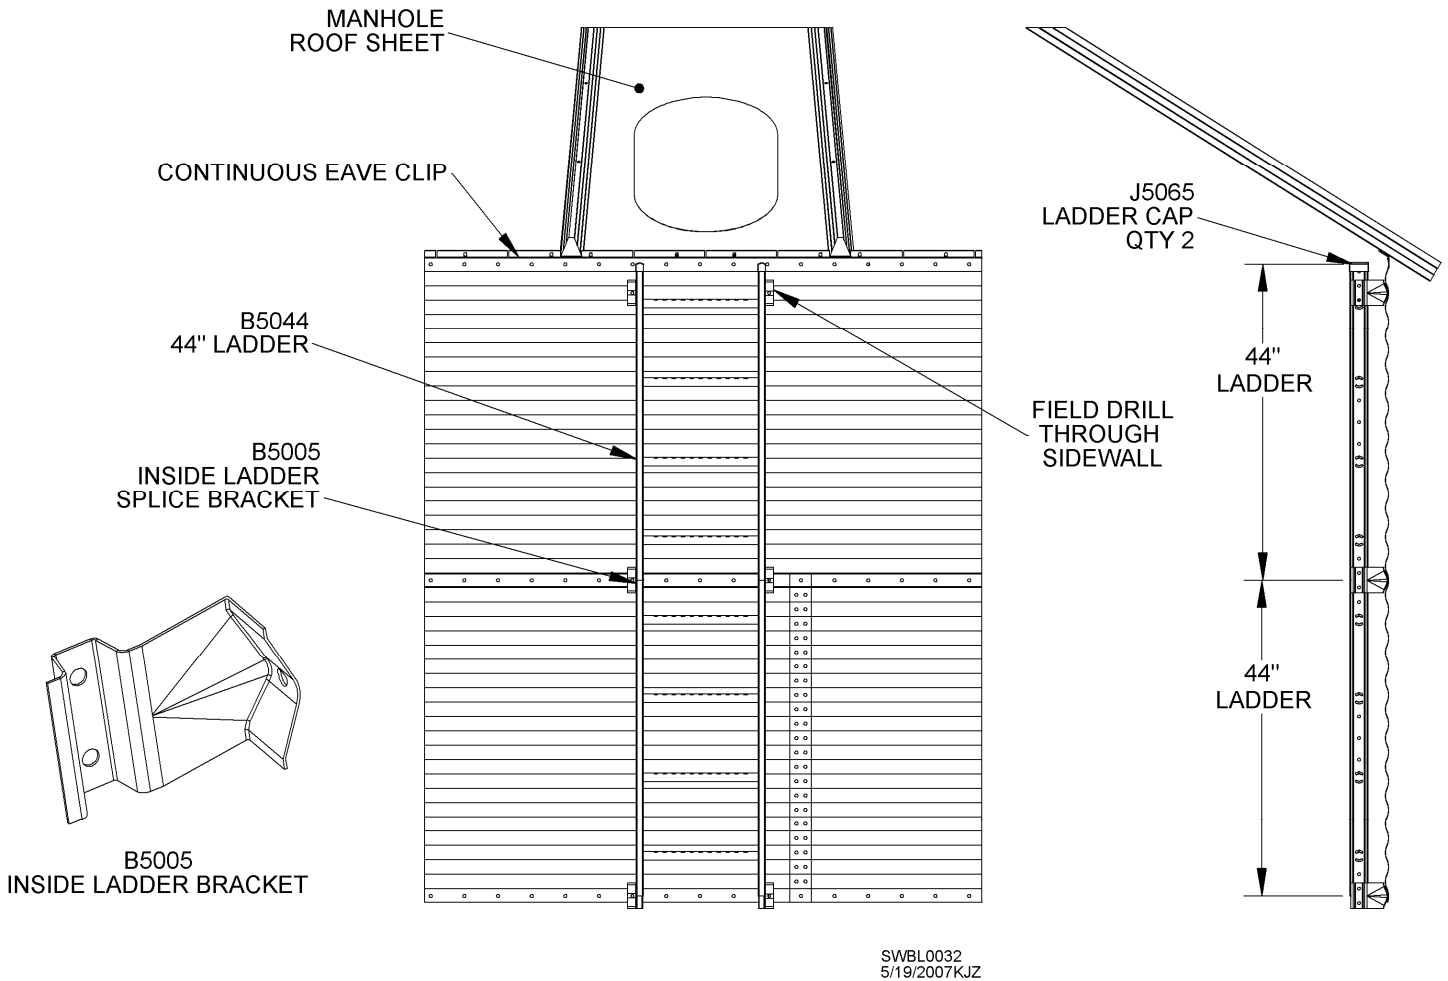 MANHOLE
ROOF SHEET
CONTINUOUS EAVE CLIP
J5065
LADDER CAP
QTY 2
B5044
44" LADDER
44"
LADDER
FIELD DRILL
THROUGH
SIDEWALL
B5005
INSIDE LADDER
SPLICE BRACKET
44"
LADDER
B5005
INSIDE LADDER BRACKET
SWBL0032
5/19/2007KJZ